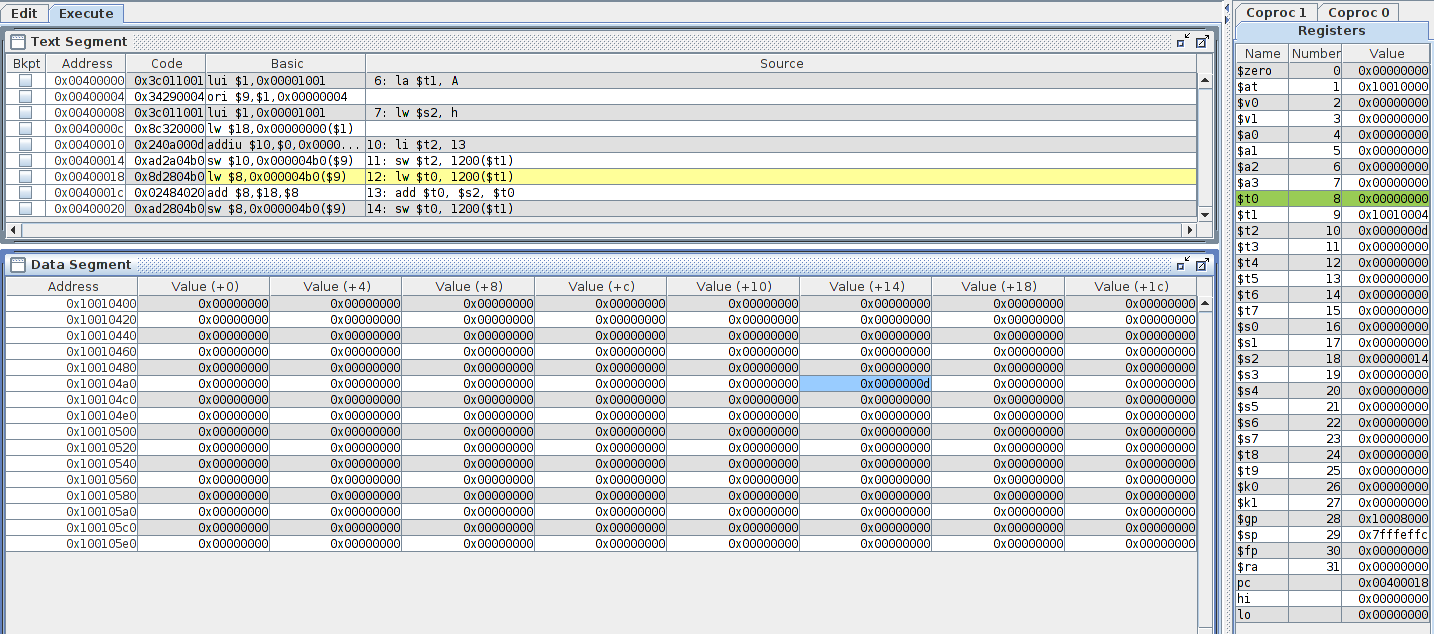 Edit Execute
Text Segment
Bkpt Address Code Basic Source
0x00400000 0x3c011001 lui $1,0x00001001 6: la $t1, A
0x00400004 0x34290004 ori $9,$1,0x00000004
0x00400008 0x3c011001 lui $1,0x00001001 7: lw $s2, h
0x0040000c 0x8c320000 lw $18,0x00000000($1)
0x00400010 0x240a000d addiu $10,$0,0x0000... 10: li $t2, 13
0x00400014 0xad2a04b0 sw $10,0x000004b0($9) 11: sw $t2, 1200($t1)
0x00400018 0x8d2804b0 lw $8,0x000004b0($9) 12: lw $t0, 1200($t1)
0x0040001c 0x02484020 add $8,$18,$8 13: add $t0, $s2, $t0
0x00400020 0xad2804b0 sw $8,0x000004b0($9) 14: sw $t0, 1200($t1)
Data Segment
Address Value (+0) Value (+4) Value (+8) Value (+c) Value (+10) Value (+14) Value (+18) Value (+1c)
0x10010400 0x00000000 0x00000000 0x00000000 0x00000000 0x00000000 0x00000000 0x00000000 0x00000000
0x10010420 0x00000000 0x00000000 0x00000000 0x00000000 0x00000000 0x00000000 0x00000000 0x00000000
0x10010440 0x00000000 0x00000000 0x00000000 0x00000000 0x00000000 0x00000000 0x00000000 0x00000000
0x10010460 0x00000000 0x00000000 0x00000000 0x00000000 0x00000000 0x00000000 0x00000000 0x00000000
0x10010480 0x00000000 0x00000000 0x00000000 0x00000000 0x00000000 0x00000000 0x00000000 0x00000000
0x100104a0 0x00000000 0x00000000 0x00000000 0x00000000 0x00000000 0x0000000d 0x00000000 0x00000000
0x100104c0 0x00000000 0x00000000 0x00000000 0x00000000 0x00000000 0x00000000 0x00000000 0x00000000
0x100104e0 0x00000000 0x00000000 0x00000000 0x00000000 0x00000000 0x00000000 0x00000000 0x00000000
0x10010500 0x00000000 0x00000000 0x00000000 0x00000000 0x00000000 0x00000000 0x00000000 0x00000000
0x10010520 0x00000000 0x00000000 0x00000000 0x00000000 0x00000000 0x00000000 0x00000000 0x00000000
0x10010540 0x00000000 0x00000000 0x00000000 0x00000000 0x00000000 0x00000000 0x00000000 0x00000000
0x10010560 0x00000000 0x00000000 0x00000000 0x00000000 0x00000000 0x00000000 0x00000000 0x00000000
0x10010580 0x00000000 0x00000000 0x00000000 0x00000000 0x00000000 0x00000000 0x00000000 0x00000000
0x100105a0 0x00000000 0x00000000 0x00000000 0x00000000 0x00000000 0x00000000 0x00000000 0x00000000
0x100105c0 0x00000000 0x00000000 0x00000000 0x00000000 0x00000000 0x00000000 0x00000000 0x00000000
0x100105e0 0x00000000 0x00000000 0x00000000 0x00000000 0x00000000 0x00000000 0x00000000 0x00000000
Coproc 1 Coproc 0
Registers
Name Number Value
$zero 0 0x00000000
$at 1 0x10010000
$v0 2 0x00000000
$v1 3 0x00000000
$a0 4 0x00000000
$a1 5 0x00000000
$a2 6 0x00000000
$a3 7 0x00000000
$t0 8 0x00000000
$t1 9 0x10010004
$t2 10 0x0000000d
$t3 11 0x00000000
$t4 12 0x00000000
$t5 13 0x00000000
$t6 14 0x00000000
$t7 15 0x00000000
$s0 16 0x00000000
$s1 17 0x00000000
$s2 18 0x00000014
$s3 19 0x00000000
$s4 20 0x00000000
$s5 21 0x00000000
$s6 22 0x00000000
$s7 23 0x00000000
$t8 24 0x00000000
$t9 25 0x00000000
$k0 26 0x00000000
$k1 27 0x00000000
$gp 28 0x10008000
$sp 29 0x7fffeffc
$fp 30 0x00000000
$ra 31 0x00000000
pc 0x00400018
hi 0x00000000
lo 0x00000000